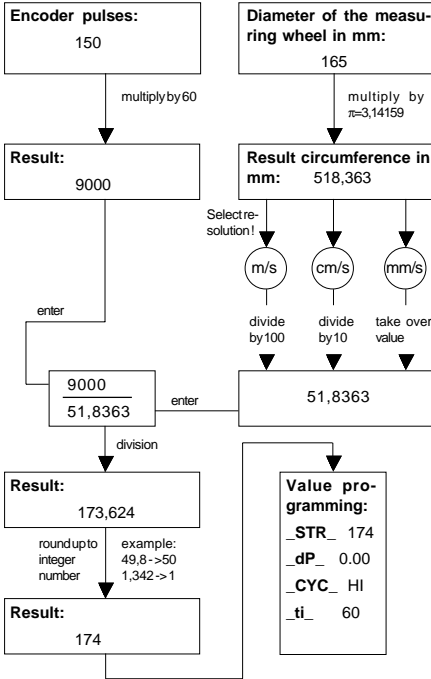 Encoder pulses:
150
Diameter of the measu-
ring wheel in mm:
165
multiply by 60
multiply by
π=3,14159
Result:
9000
Result circumference in
mm: 518,363
Select re-
solution!
m/s
cm/s
mm/s
enter
divide
by 100
divide
by 10
take over
value
9000
51,8363
enter
51,8363
division
Result:
173,624
Value pro-
gramming:
_STR_ 174
_dP_ 0.00
_CYC_ HI
_ti_ 60
round up to
integer
number
example:
49,8->50
1,342->1
Result:
174